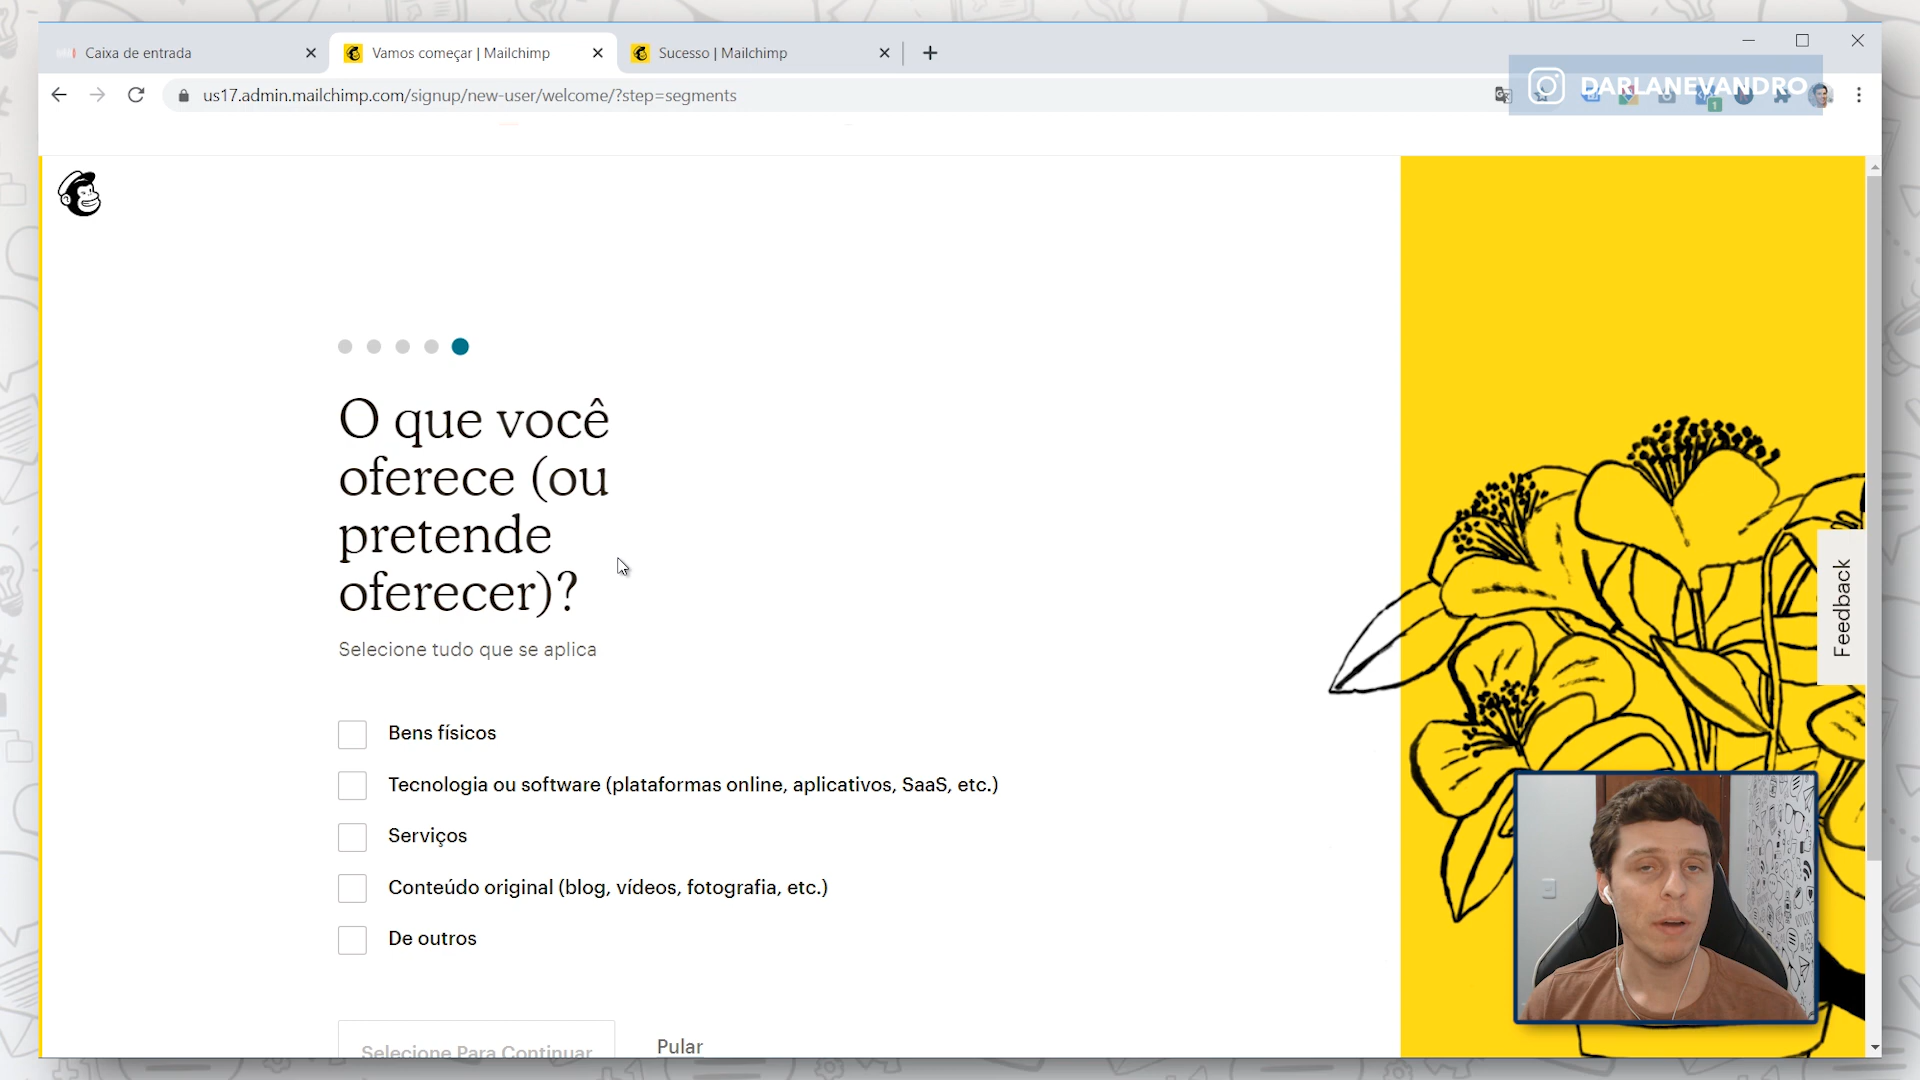 Caixa de entrada
Vamos começar | Mailchimp
Sucesso | Mailchimp
us17.admin.mailchimp.com/signup/new-user/welcome/?step=segments
DARLANEVANDRO
1
O que você
oferece (ou
pretende
oferecer)?
Selecione tudo que se aplica
Bens físicos
Tecnologia ou software (plataformas online, aplicativos, SaaS, etc.)
Serviços
Conteúdo original (blog, vídeos, fotografia, etc.)
De outros
Selecione Para Continuar
Pular
Feedback